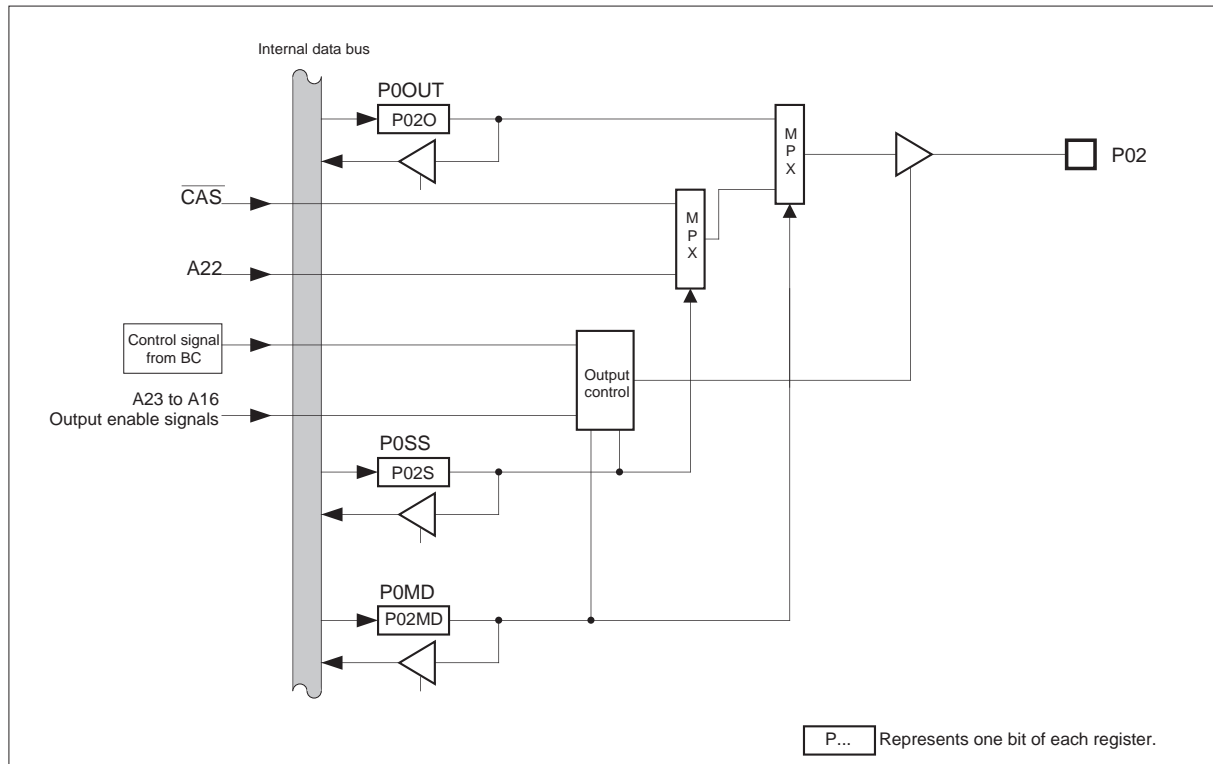 Internal data bus
P0OUT
P02O
M
P
X
P02
CAS
M
P
X
A22
Control signal
from BC
Output
control
A23 to A16
Output enable signals
P0SS
P02S
P0MD
P02MD
P... Represents one bit of each register.